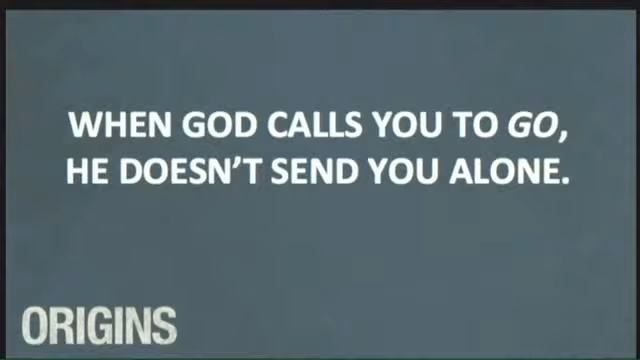 WHEN GOD CALLS YOU TO GO,
HE DOESN'T SEND YOU ALONE.
ORIGINS